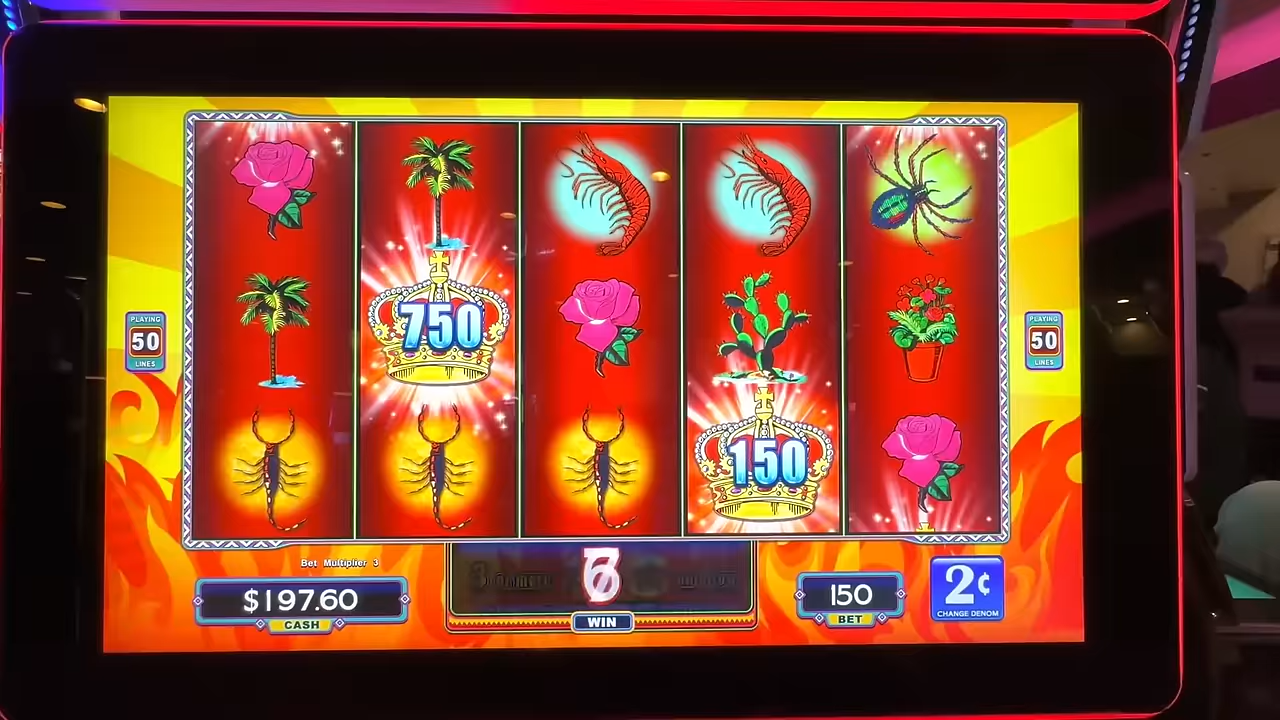 750
PLAYING
50
LINES
PLAYING
50
LINES
150
Bet Multiplier 3
$197.60
CASH
WIN
150
BET
2¢
CHANGE DENOM